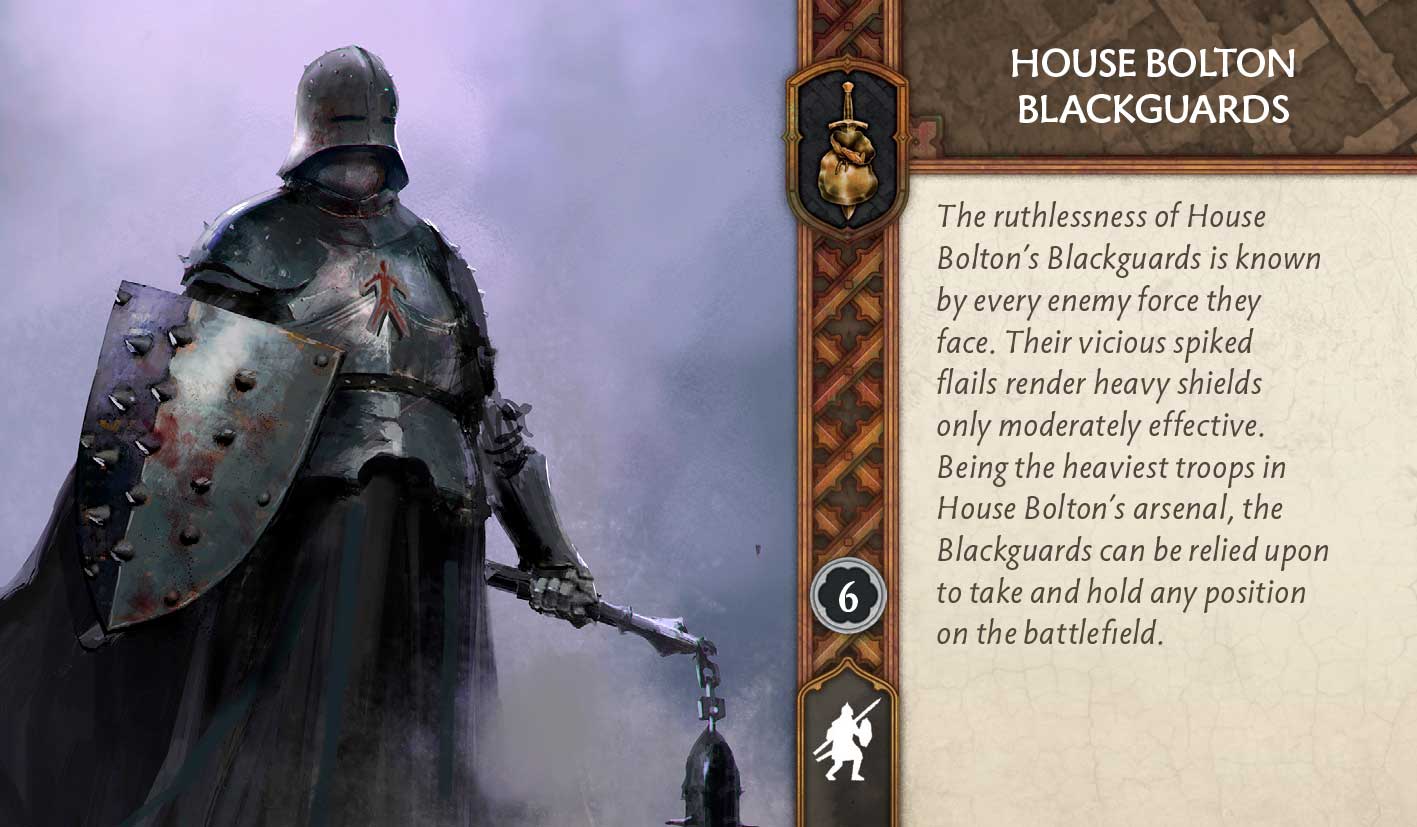 HOUSE BOLTON
BLACKGUARDS
The ruthlessness of House
Bolton's Blackguards is known
by every enemy force they
face. Their vicious spiked
flails render heavy shields
only moderately effective.
Being the heaviest troops in
House Bolton's arsenal, the
Blackguards can be relied upon
to take and hold any position
on the battlefield.
6